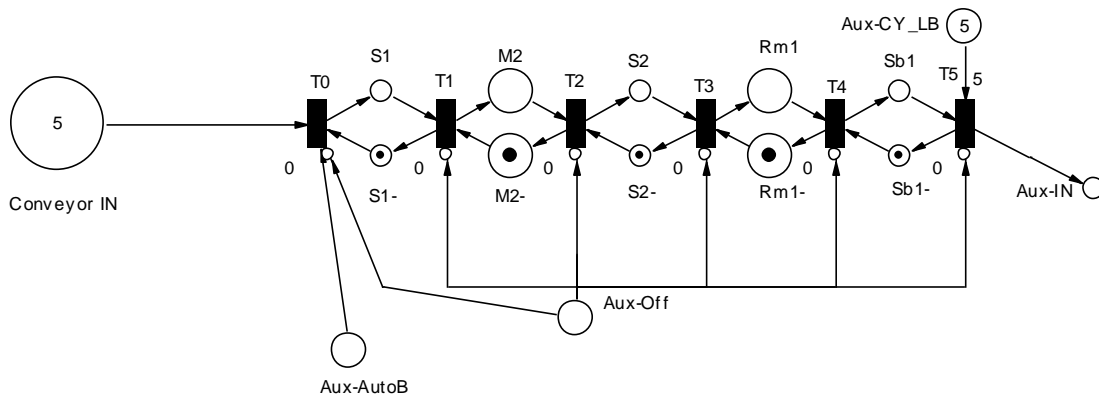 Aux-CY_LB
5
S1
M2
S2
Rm1
Sb1
T0
T1
T2
T3
T4
T5
5
5
0
0
0
0
0
0
S1-
M2-
S2-
Rm1-
Sb1-
Conveyor IN
Aux-IN
Aux-Off
Aux-AutoB